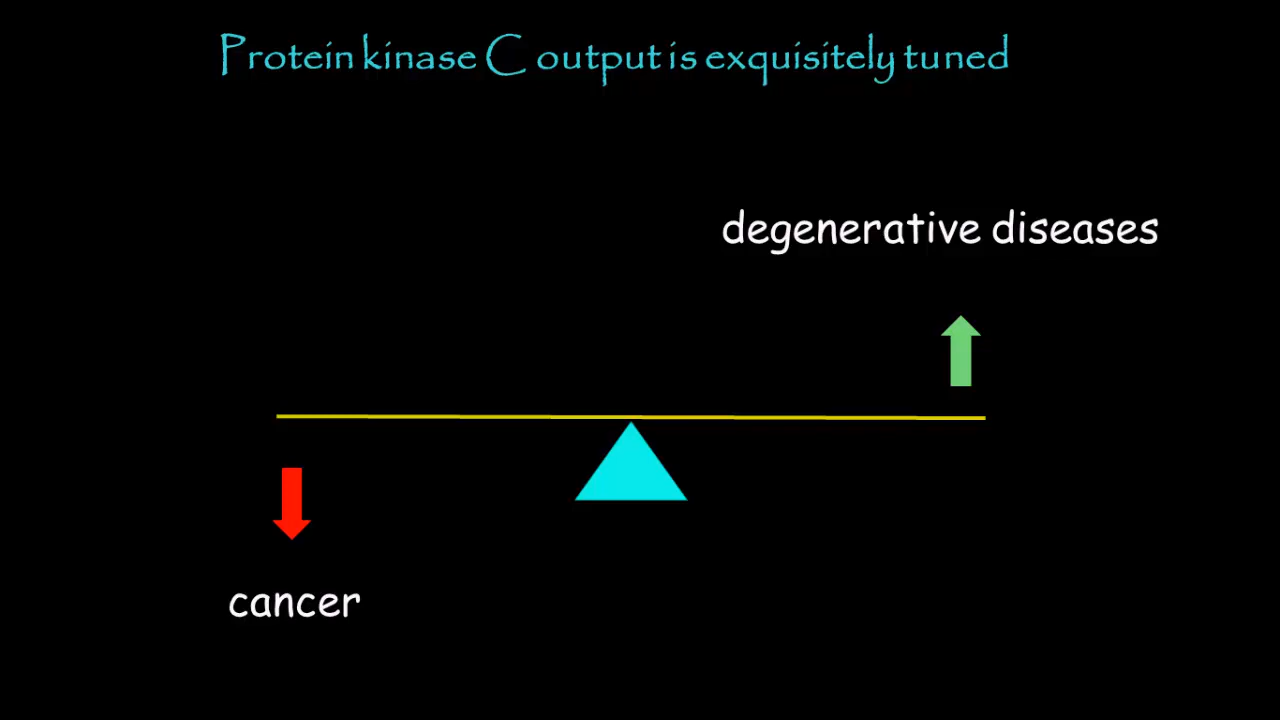 Protein kinase C output is exquisitely tuned
degenerative diseases
cancer